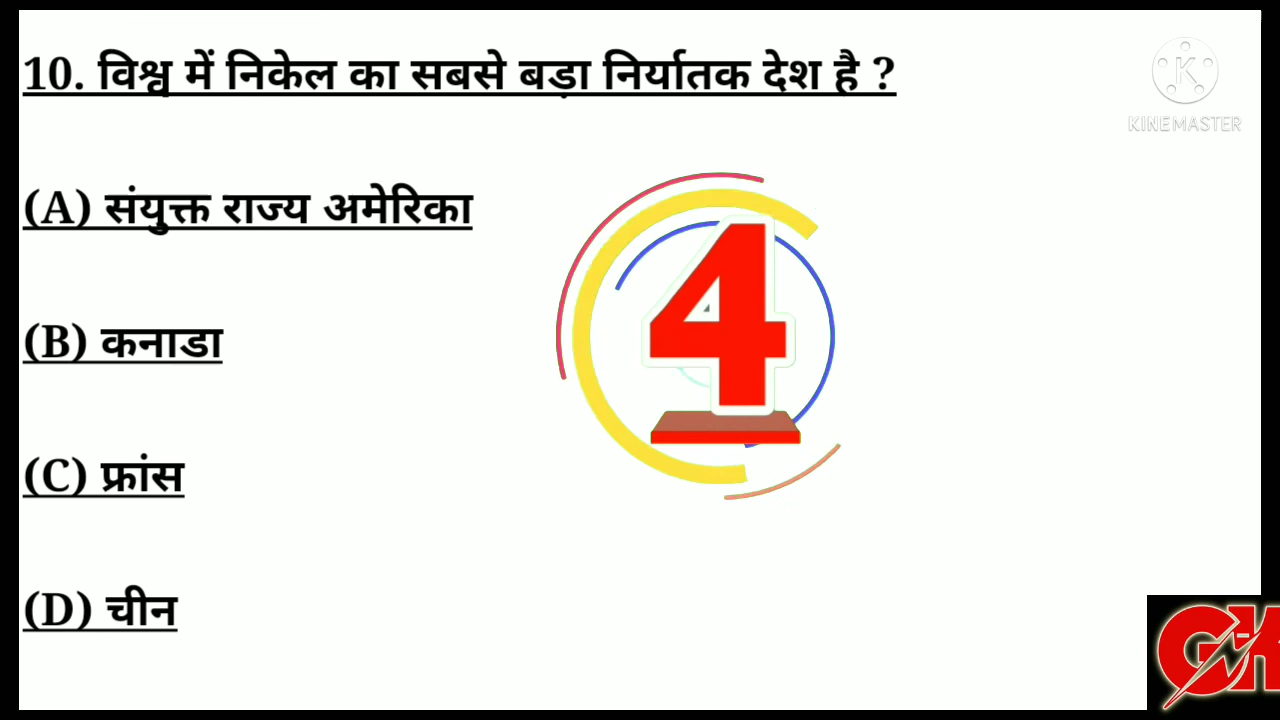 10. विश्व में निकेल का सबसे बड़ा निर्यातक देश है ?
KINEMASTER
(A) संयुक्त राज्य अमेरिका
4
(B) कनाडा
(C) फ्रांस
(D) चीन